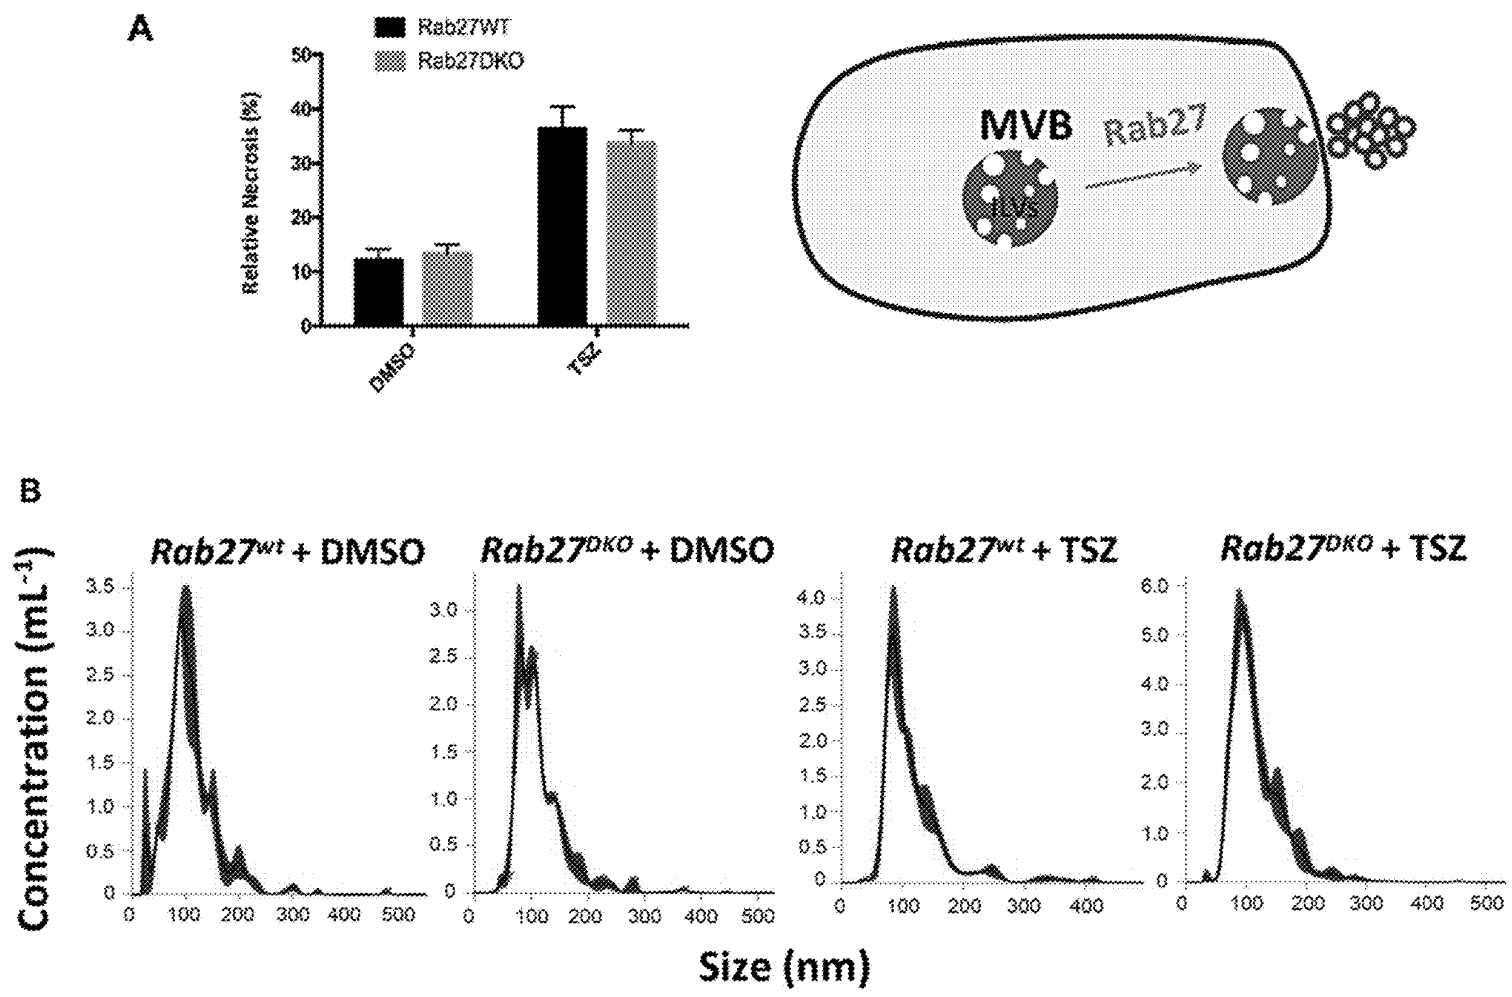 A
Rab27WT
Rab27DKO
Relative Necrosis (%)
50
40
30
20
10
0
DMSO
TSZ
MVB
Rab27
ILVs
B
Rab27wt + DMSO
Rab27DKO + DMSO
Rab27wt + TSZ
Rab27DKO + TSZ
Concentration (mL-1)
3.5
3.0
2.5
2.0
1.5
1.0
0.5
0
0 100 200 300 400 500
3.0
2.5
2.0
1.5
1.0
0.5
0
0 100 200 300 400 500
4.0
3.5
3.0
2.5
2.0
1.5
1.0
0.5
0
0 100 200 300 400
6.0
5.0
4.0
3.0
2.0
1.0
0
0 100 200 300 400 500
Size (nm)